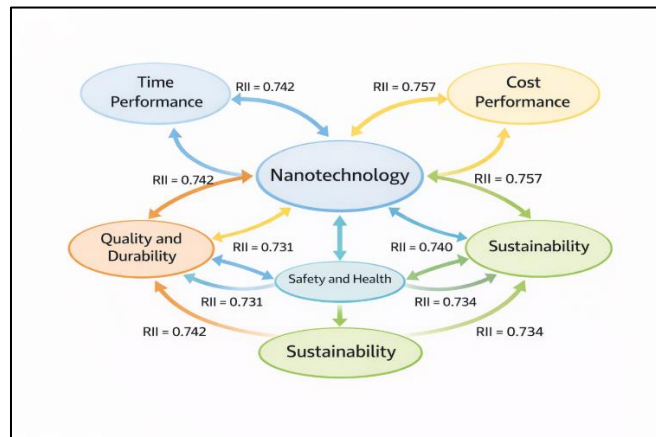 Time
Performance
RII = 0.742
RII = 0.757
Cost
Performance
Nanotechnology
RII = 0.742
RII = 0.757
Quality and
Durability
RII = 0.731
RII = 0.740
Sustainability
Safety and Health
RII = 0.731
RII = 0.734
RII = 0.742
RII = 0.734
Sustainability